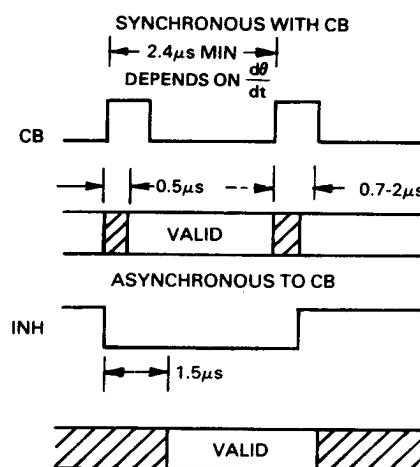 SYNCHRONOUS WITH CB
2.4μs MIN
DEPENDS ON dθ/dt
CB
0.5μs
0.7-2μs
VALID
ASYNCHRONOUS TO CB
INH
1.5μs
VALID